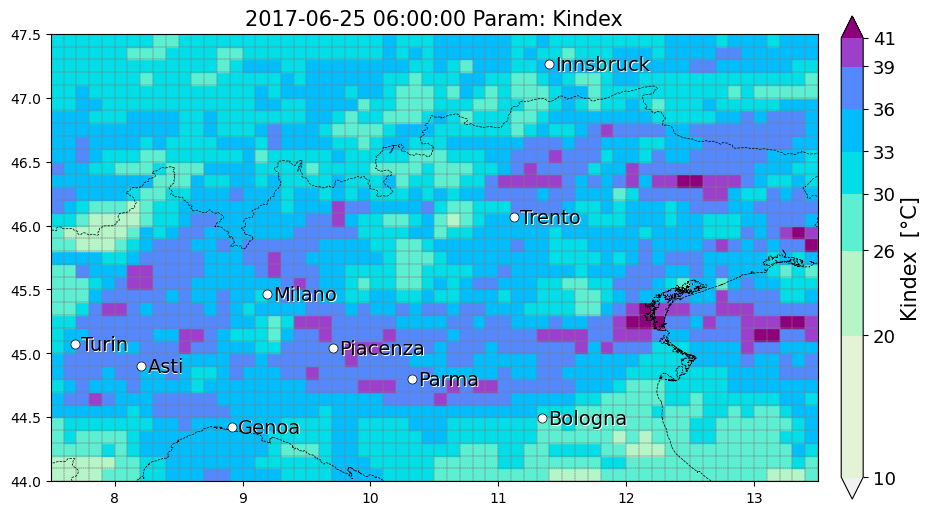 2017-06-25 06:00:00 Param: Kindex
47.5
47.0
46.5
46.0
45.5
45.0
44.5
44.0
8
9
10
11
12
13
Innsbruck
Trento
Milano
Turin
Piacenza
Asti
Parma
Genoa
Bologna
41
39
36
33
30
26
20
10
Kindex [°C]